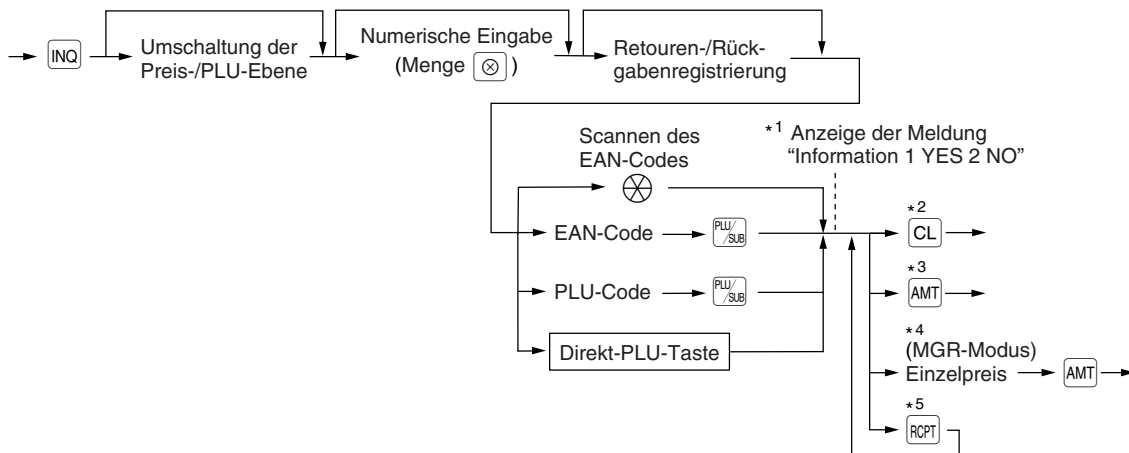 INQ
Umschaltung der
Preis-/PLU-Ebene
Numerische Eingabe
(Menge ⊗ )
Retouren-/Rück-
gabenregistrierung
Scannen des
EAN-Codes
*1 Anzeige der Meldung
“Information 1 YES 2 NO”
EAN-Code
PLU/SUB
*2
CL
PLU-Code
PLU/SUB
*3
AMT
Direkt-PLU-Taste
*4
(MGR-Modus)
Einzelpreis
AMT
*5
RCPT